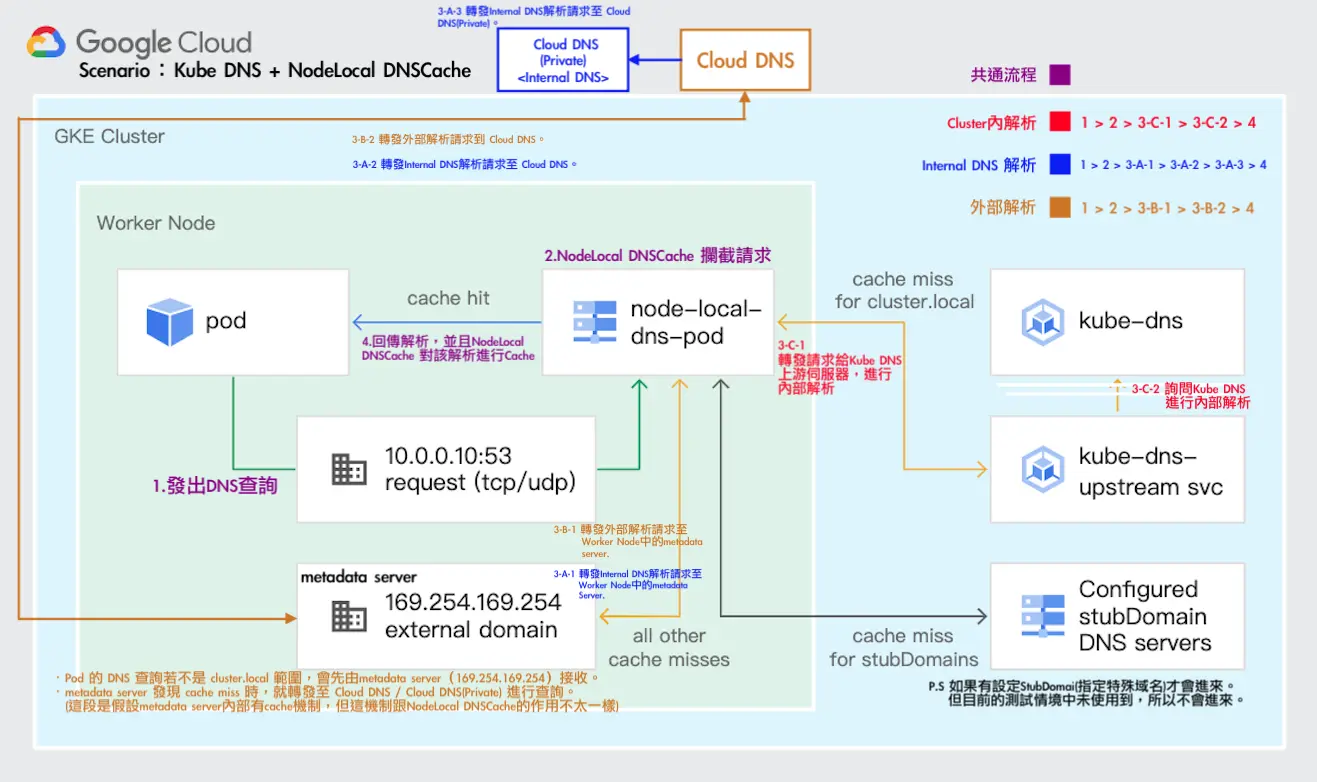 3-A-3 轉發Internal DNS解析請求至 Cloud
DNS(Private)。
Google Cloud
Scenario：Kube DNS + NodeLocal DNSCache
Cloud DNS
(Private)
<Internal DNS>
Cloud DNS
共通流程
Cluster內解析
1 > 2 > 3-C-1 > 3-C-2 > 4
Internal DNS 解析
1 > 2 > 3-A-1 > 3-A-2 > 3-A-3 > 4
外部解析
1 > 2 > 3-B-1 > 3-B-2 > 4
GKE Cluster
3-B-2 轉發外部解析請求到 Cloud DNS。
3-A-2 轉發Internal DNS解析請求至 Cloud DNS。
Worker Node
2.NodeLocal DNSCache 攔截請求
pod
cache hit
4.回傳解析，並且NodeLocal
DNSCache 對該解析進行Cache
node-local-
dns-pod
cache miss
for cluster.local
3-C-1
轉發請求給Kube DNS
上游伺服器，進行
內部解析
kube-dns
3-C-2 詢問Kube DNS
進行內部解析
1.發出DNS查詢
10.0.0.10:53
request (tcp/udp)
kube-dns-
upstream svc
3-B-1 轉發外部解析請求至
Worker Node中的metadata
server.
3-A-1 轉發Internal DNS解析請求至
Worker Node中的metadata
Server.
metadata server
169.254.169.254
external domain
all other
cache misses
cache miss
for stubDomains
Configured
stubDomain
DNS servers
· Pod 的 DNS 查詢若不是 cluster.local 範圍，會先由metadata server（169.254.169.254）接收。
· metadata server 發現 cache miss 時，就轉發至 Cloud DNS / Cloud DNS(Private) 進行查詢。
(這段是假設metadata server內部有cache機制，但這機制跟NodeLocal DNSCache的作用不太一樣)
P.S 如果有設定StubDomai(指定特殊域名)才會進來。
但目前的測試情境中未使用到，所以不會進來。